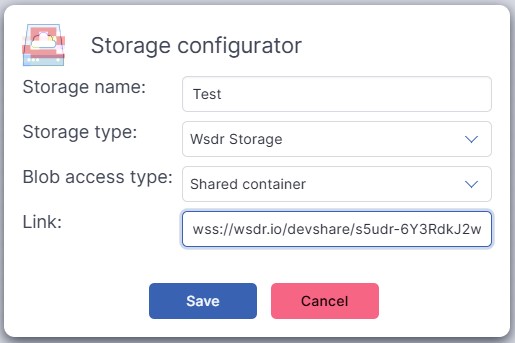 Storage configurator
Storage name: Test
Storage type: Wsdr Storage
Blob access type: Shared container
Link: wss://wsdr.io/devshare/s5udr-6Y3RdkJ2w
Save Cancel